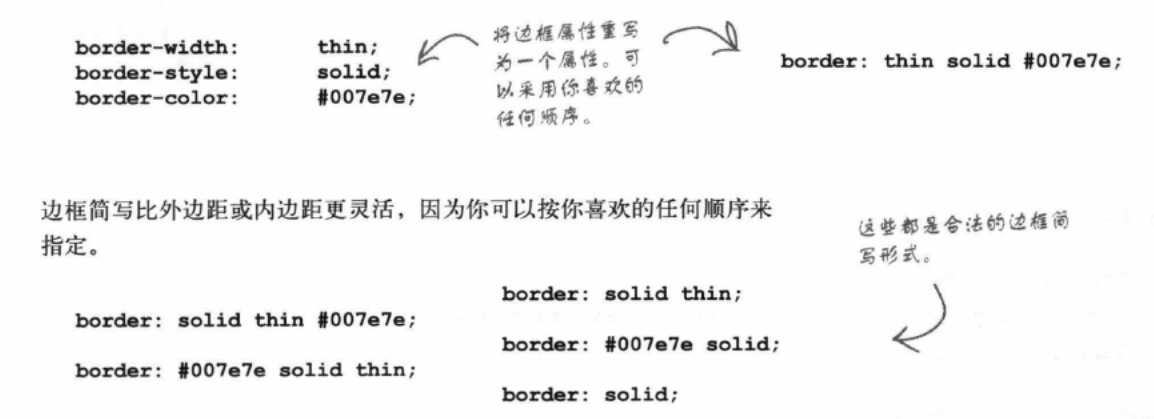 border-width: thin;
border-style: solid;
border-color: #007e7e;
将边框属性重写
为一个属性。可
以采用你喜欢的
任何顺序。
border: thin solid #007e7e;
边框简写比外边距或内边距更灵活，因为你可以按你喜欢的任何顺序来
指定。
这些都是合法的边框简
写形式。
border: solid thin #007e7e;
border: #007e7e solid thin;
border: solid thin;
border: #007e7e solid;
border: solid;